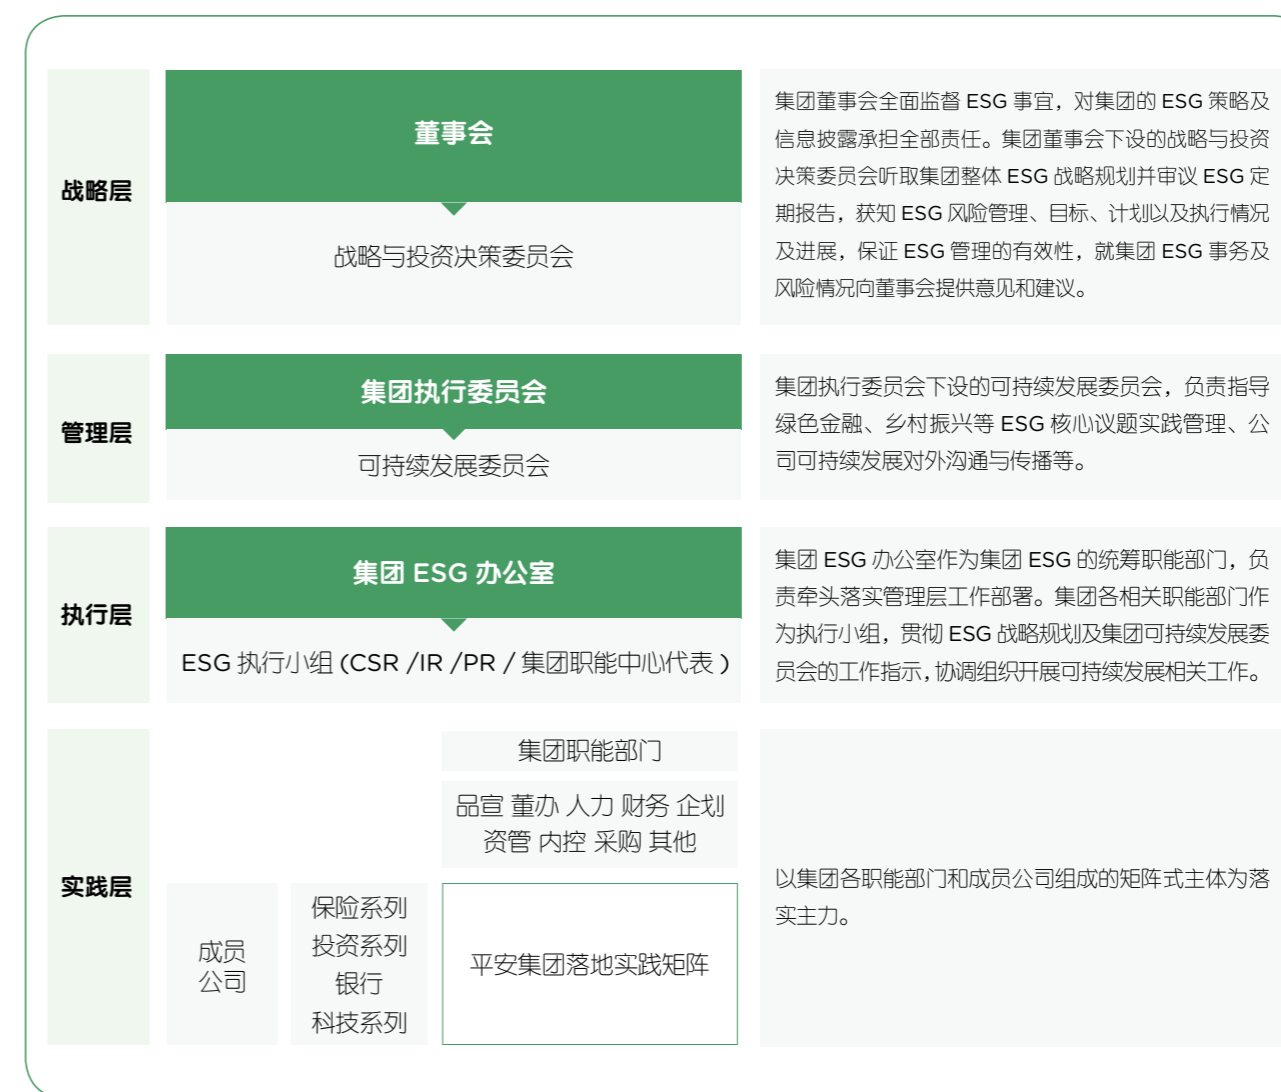 战略层
董事会
战略与投资决策委员会
集团董事会全面监督 ESG 事宜，对集团的 ESG 策略及
信息披露承担全部责任。集团董事会下设的战略与投资
决策委员会听取集团整体 ESG 战略规划并审议 ESG 定
期报告，获知 ESG 风险管理、目标、计划以及执行情况
及进展，保证 ESG 管理的有效性，就集团 ESG 事务及
风险情况向董事会提供意见和建议。
管理层
集团执行委员会
可持续发展委员会
集团执行委员会下设的可持续发展委员会，负责指导
绿色金融、乡村振兴等 ESG 核心议题实践管理、公
司可持续发展对外沟通与传播等。
执行层
集团 ESG 办公室
ESG 执行小组 (CSR /IR /PR / 集团职能中心代表 )
集团 ESG 办公室作为集团 ESG 的统筹职能部门，负
责牵头落实管理层工作部署。集团各相关职能部门作
为执行小组，贯彻 ESG 战略规划及集团可持续发展委
员会的工作指示，协调组织开展可持续发展相关工作。
实践层
集团职能部门
品宣 董办 人力 财务 企划
资管 内控 采购 其他
成员
公司
保险系列
投资系列
银行
科技系列
平安集团落地实践矩阵
以集团各职能部门和成员公司组成的矩阵式主体为落
实主力。